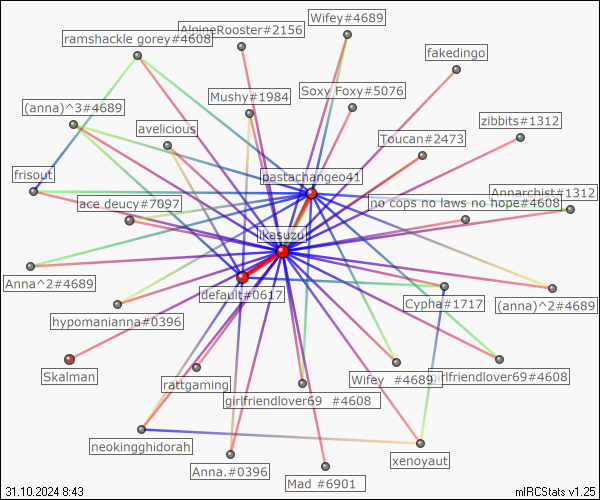 Wifey#4689
AlpineRooster#2156
ramshackle gorey#4608
fakedingo
Soxy Foxy#5076
Mushy#1984
(anna)^3#4689
zibbits#1312
avelicious
Toucan#2473
frisout
pastachangeo41
Annarchist#1312
ace deucy#7097
no cops no laws no hope#4608
ikasuzu
Anna^2#4689
default#0617
Cypha#1717
(anna)^2#4689
hypomanianna#0396
Skalman
rattgaming
Wifey #4689
girlfriendlover69#4608
girlfriendlover69 #4608
neokingghidorah
xenoyaut
Anna.#0396
Mad #6901
31.10.2024 8:43
mIRCStats v1.25